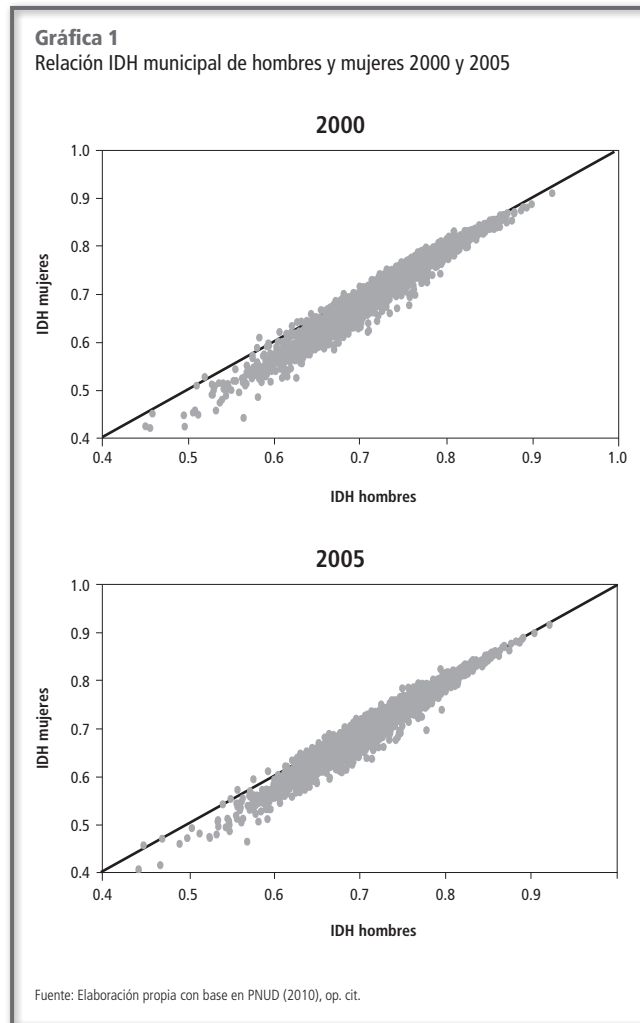 Gráfica 1
Relación IDH municipal de hombres y mujeres 2000 y 2005
2000
1.0
0.9
0.8
0.7
0.6
0.5
0.4
IDH mujeres
0.4 0.5 0.6 0.7 0.8 0.9 1.0
IDH hombres
2005
1.0
0.9
0.8
0.7
0.6
0.5
0.4
IDH mujeres
0.4 0.5 0.6 0.7 0.8 0.9
IDH hombres
Fuente: Elaboración propia con base en PNUD (2010), op. cit.